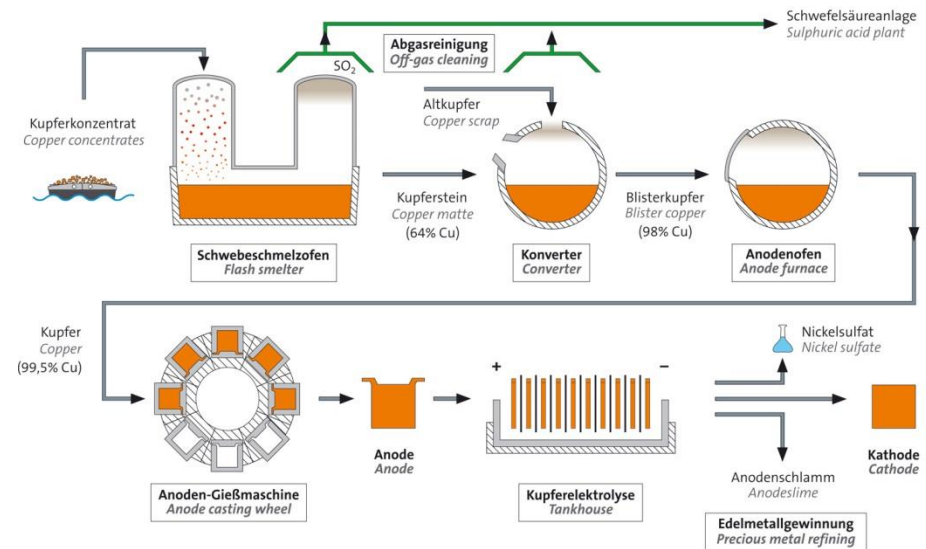 Schwefelsäureanlage
Sulphuric acid plant
Abgasreinigung
Off-gas cleaning
SO2
Kupferkonzentrat
Copper concentrates
Altkupfer
Copper scrap
Kupferstein
Copper matte
(64% Cu)
Blisterkupfer
Blister copper
(98% Cu)
Schwebeschmelzofen
Flash smelter
Konverter
Converter
Anodenofen
Anode furnace
Kupfer
Copper
(99,5% Cu)
+
–
Nickelsulfat
Nickel sulfate
Anode
Anode
Kathode
Cathode
Anodenschlamm
Anodeslime
Anoden-Gießmaschine
Anode casting wheel
Kupferelektrolyse
Tankhouse
Edelmetallgewinnung
Precious metal refining